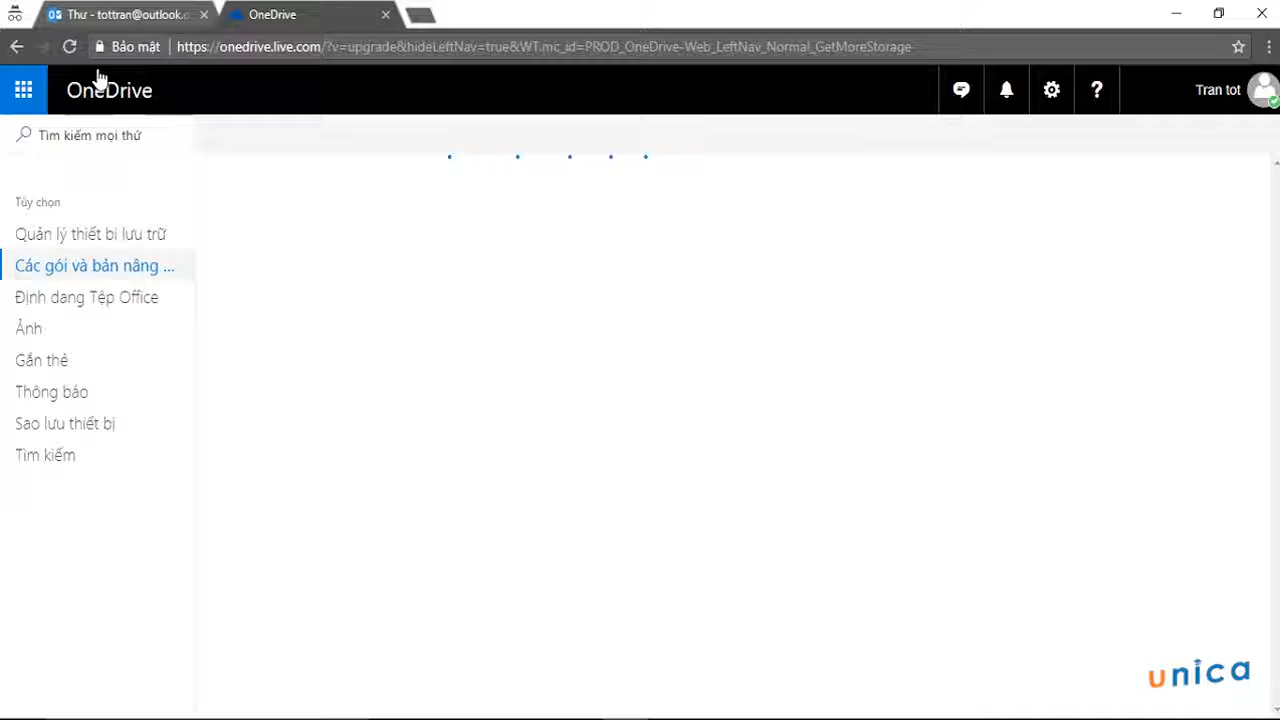 Thư - tottran@outlook.c
OneDrive
Bảo mật
https://onedrive.live.com/?v=upgrade&hideLeftNav=true&WT.mc_id=PROD_OneDrive-Web_LeftNav_Normal_GetMoreStorage
OneDrive
?
Tran tot
Tìm kiếm mọi thứ
Tùy chọn
Quản lý thiết bị lưu trữ
Các gói và bản nâng ...
Định dạng Tệp Office
Ảnh
Gắn thẻ
Thông báo
Sao lưu thiết bị
Tìm kiếm
unica